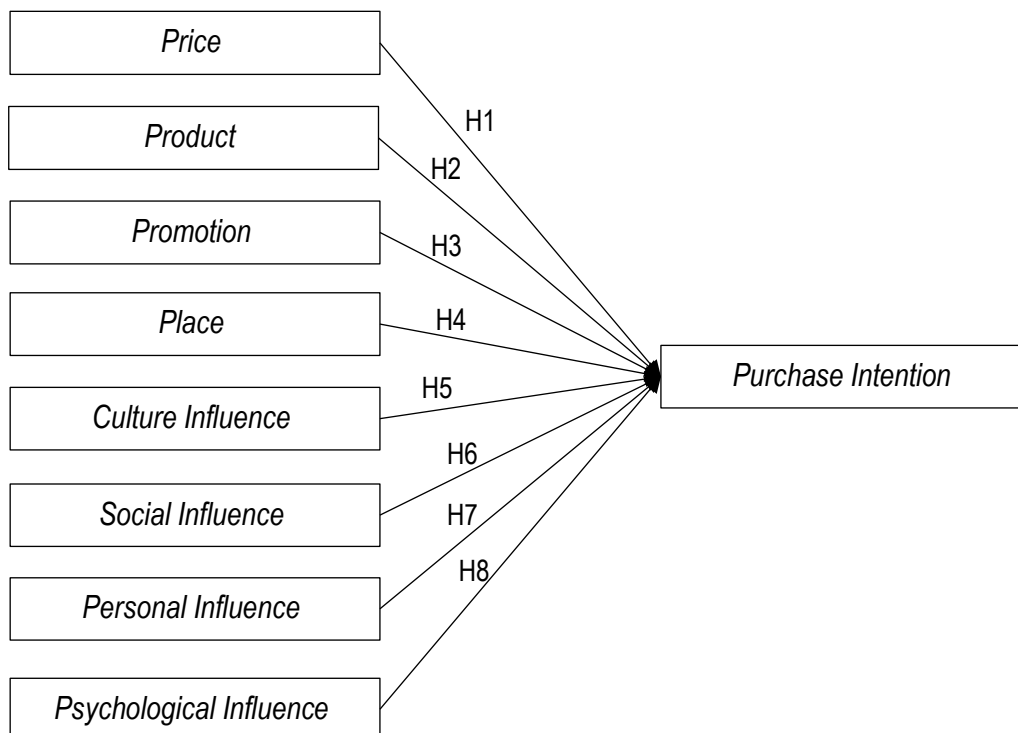 Price
H1
Product
H2
Promotion
H3
Place
H4
Purchase Intention
Culture Influence
H5
Social Influence
H6
Personal Influence
H7
Psychological Influence
H8